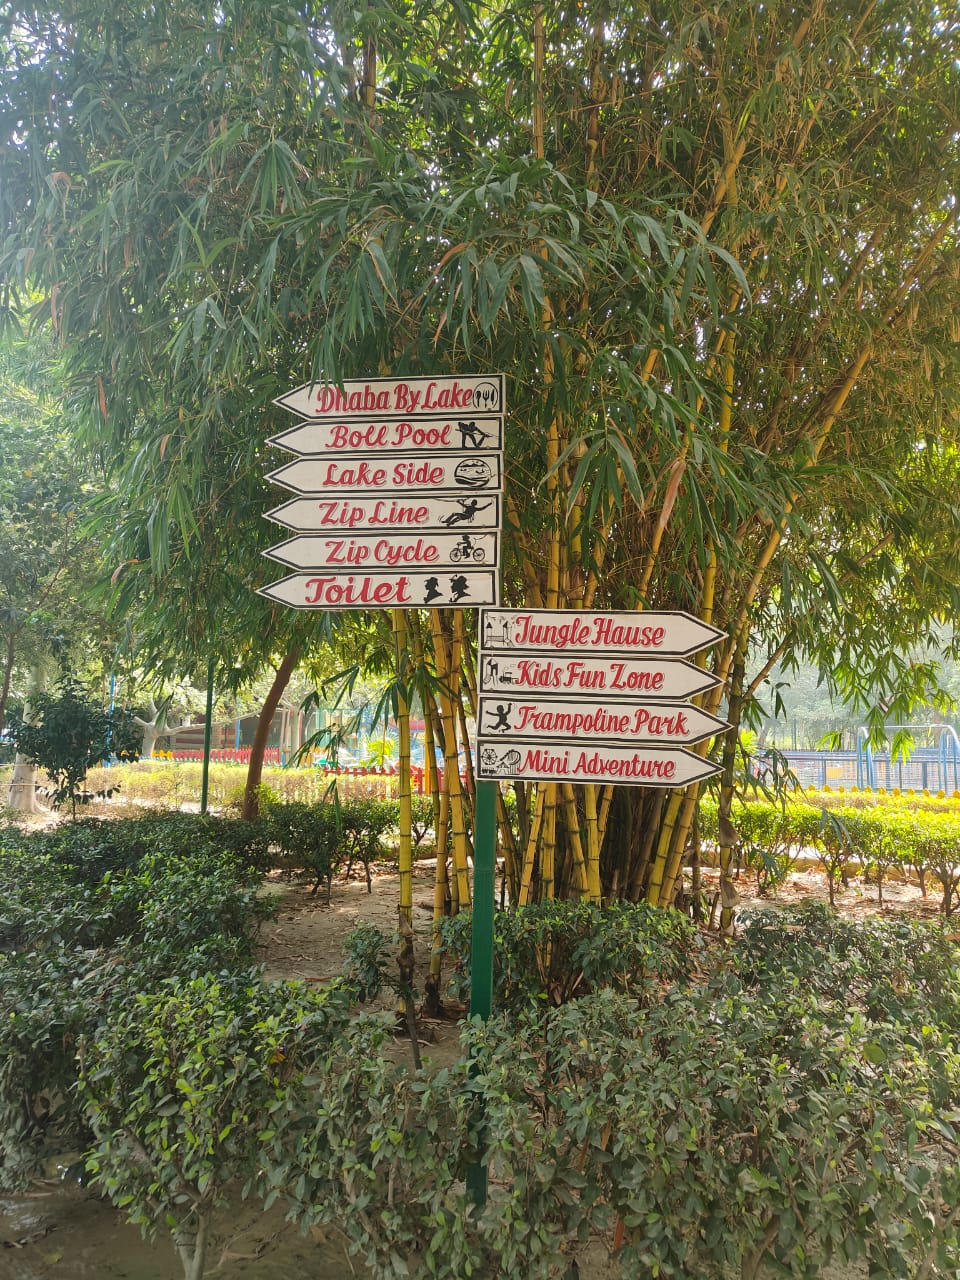 Dhaba By Lake
Boll Pool
Lake Side
Zip Line
Zip Cycle
Toilet
Jungle Hause
Kids Fun Zone
Trampoline Park
Mini Adventure